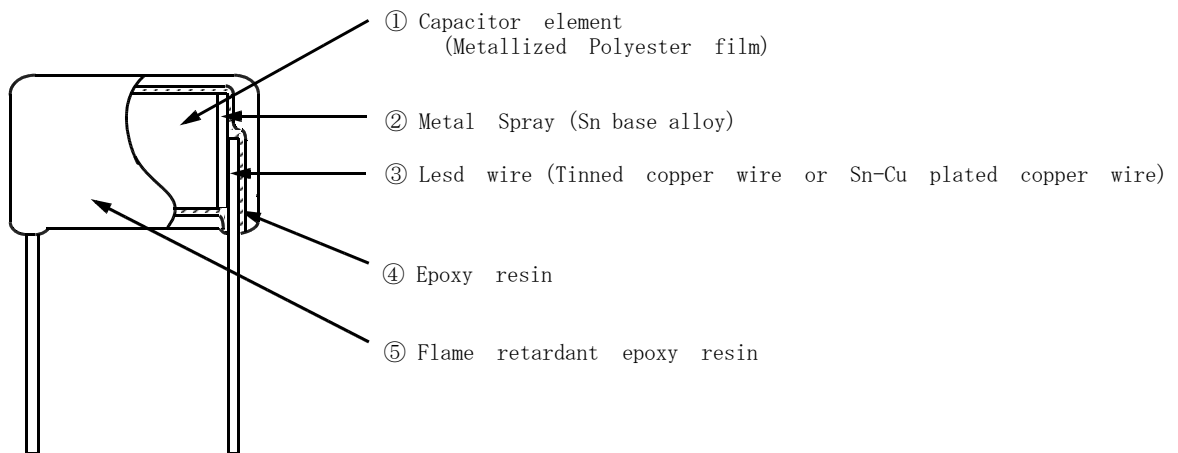 ① Capacitor element
(Metallized Polyester film)
② Metal Spray (Sn base alloy)
③ Lesd wire (Tinned copper wire or Sn-Cu plated copper wire)
④ Epoxy resin
⑤ Flame retardant epoxy resin